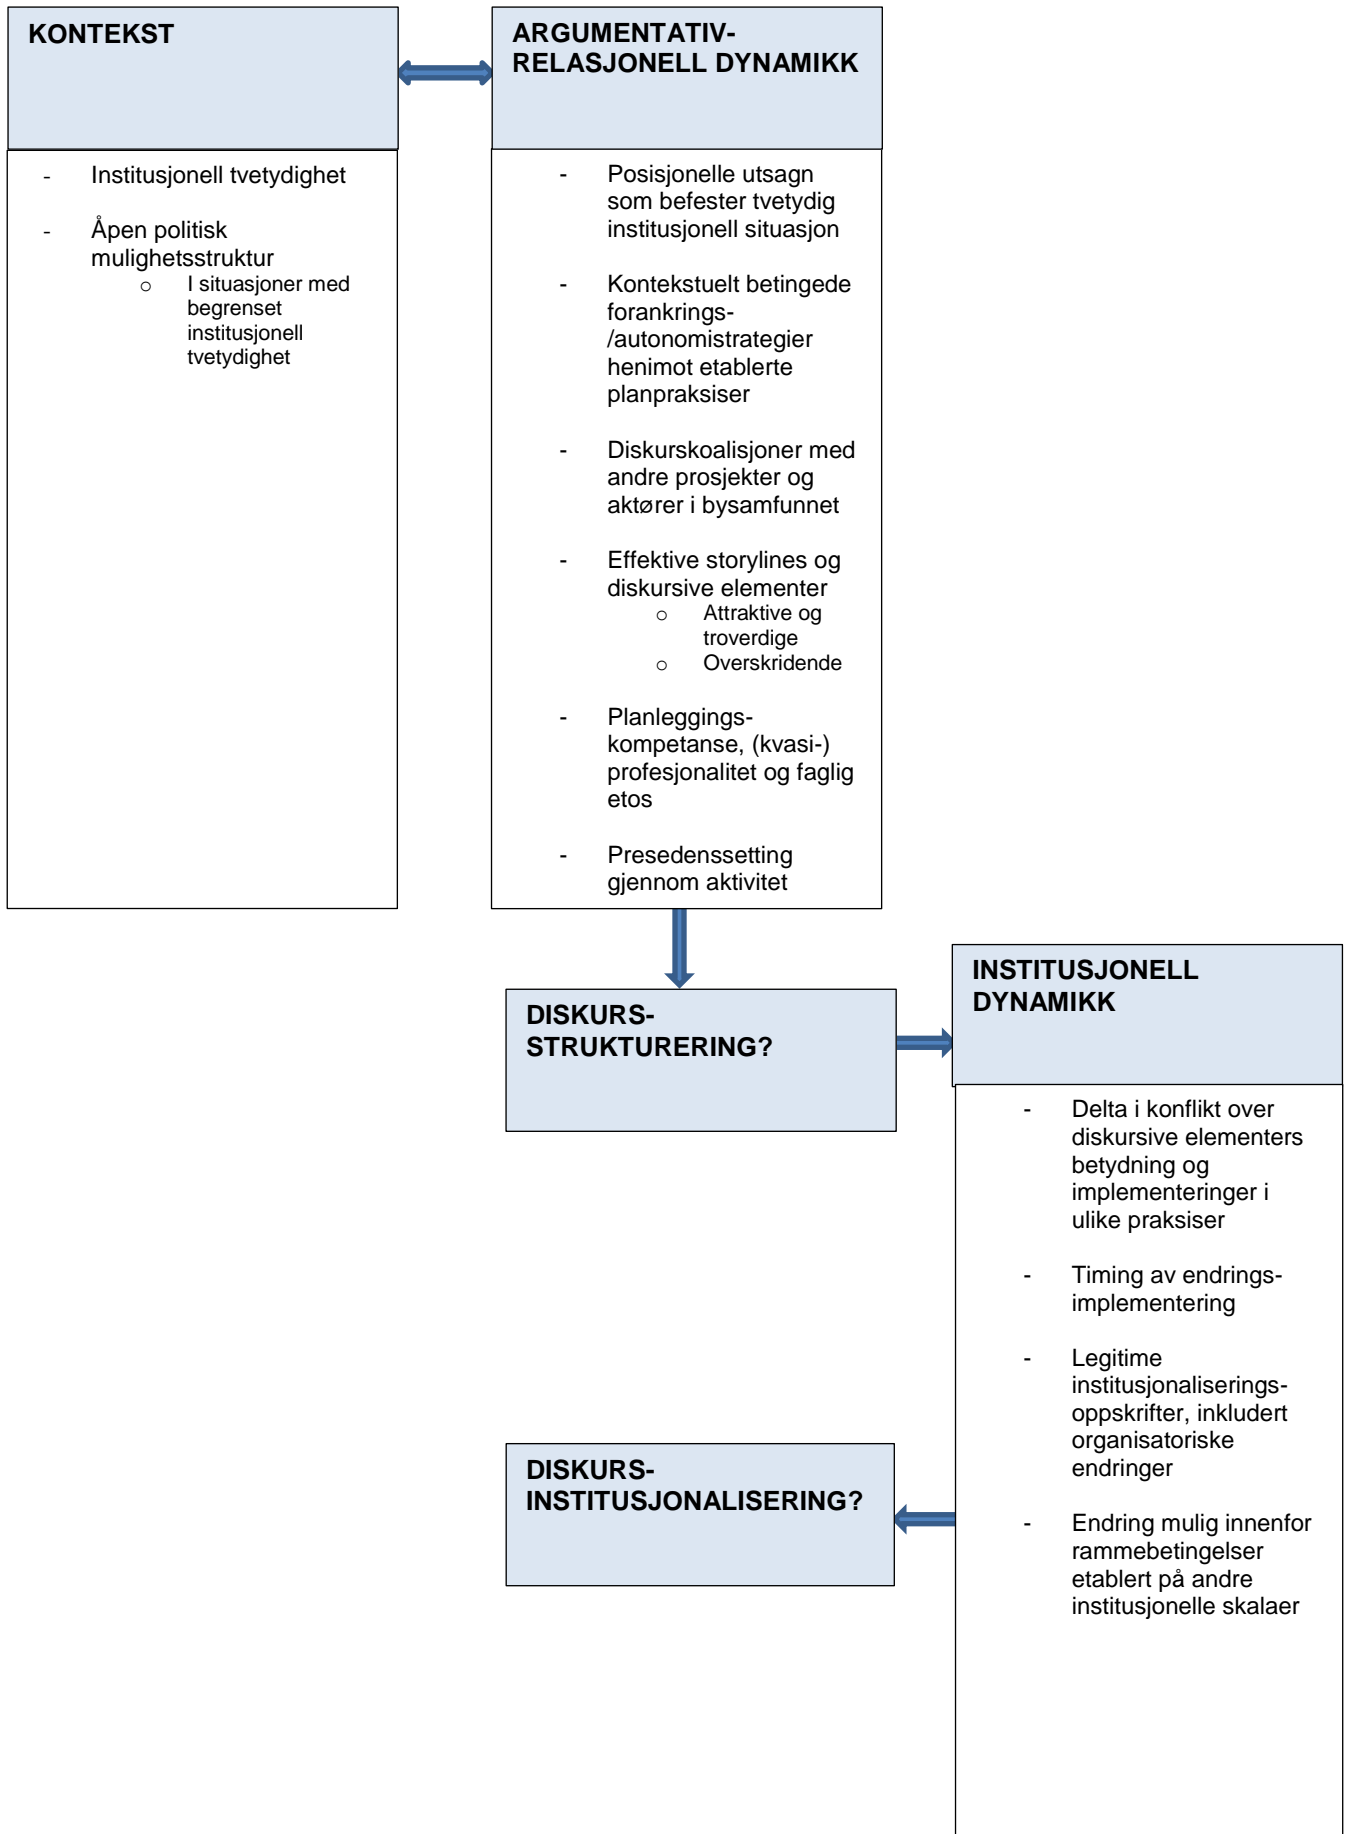 KONTEKST
- Institusjonell tvetydighet
- Åpen politisk
mulighetsstruktur
o I situasjoner med
begrenset
institusjonell
tvetydighet
ARGUMENTATIV-
RELASJONELL DYNAMIKK
- Posisjonelle utsagn
som befester tvetydig
institusjonell situasjon
- Kontekstuelt betingede
forankrings-
/autonomistrategier
henimot etablerte
planpraksiser
- Diskurskoalisjoner med
andre prosjekter og
aktører i bysamfunnet
- Effektive storylines og
diskursive elementer
o Attraktive og
troverdige
o Overskridende
- Planleggings-
kompetanse, (kvasi-)
profesjonalitet og faglig
etos
- Presedenssetting
gjennom aktivitet
DISKURS-
STRUKTURERING?
INSTITUSJONELL
DYNAMIKK
- Delta i konflikt over
diskursive elementers
betydning og
implementeringer i
ulike praksiser
- Timing av endrings-
implementering
- Legitime
institusjonaliserings-
oppskrifter, inkludert
organisatoriske
endringer
- Endring mulig innenfor
rammebetingelser
etablert på andre
institusjonelle skalaer
DISKURS-
INSTITUSJONALISERING?